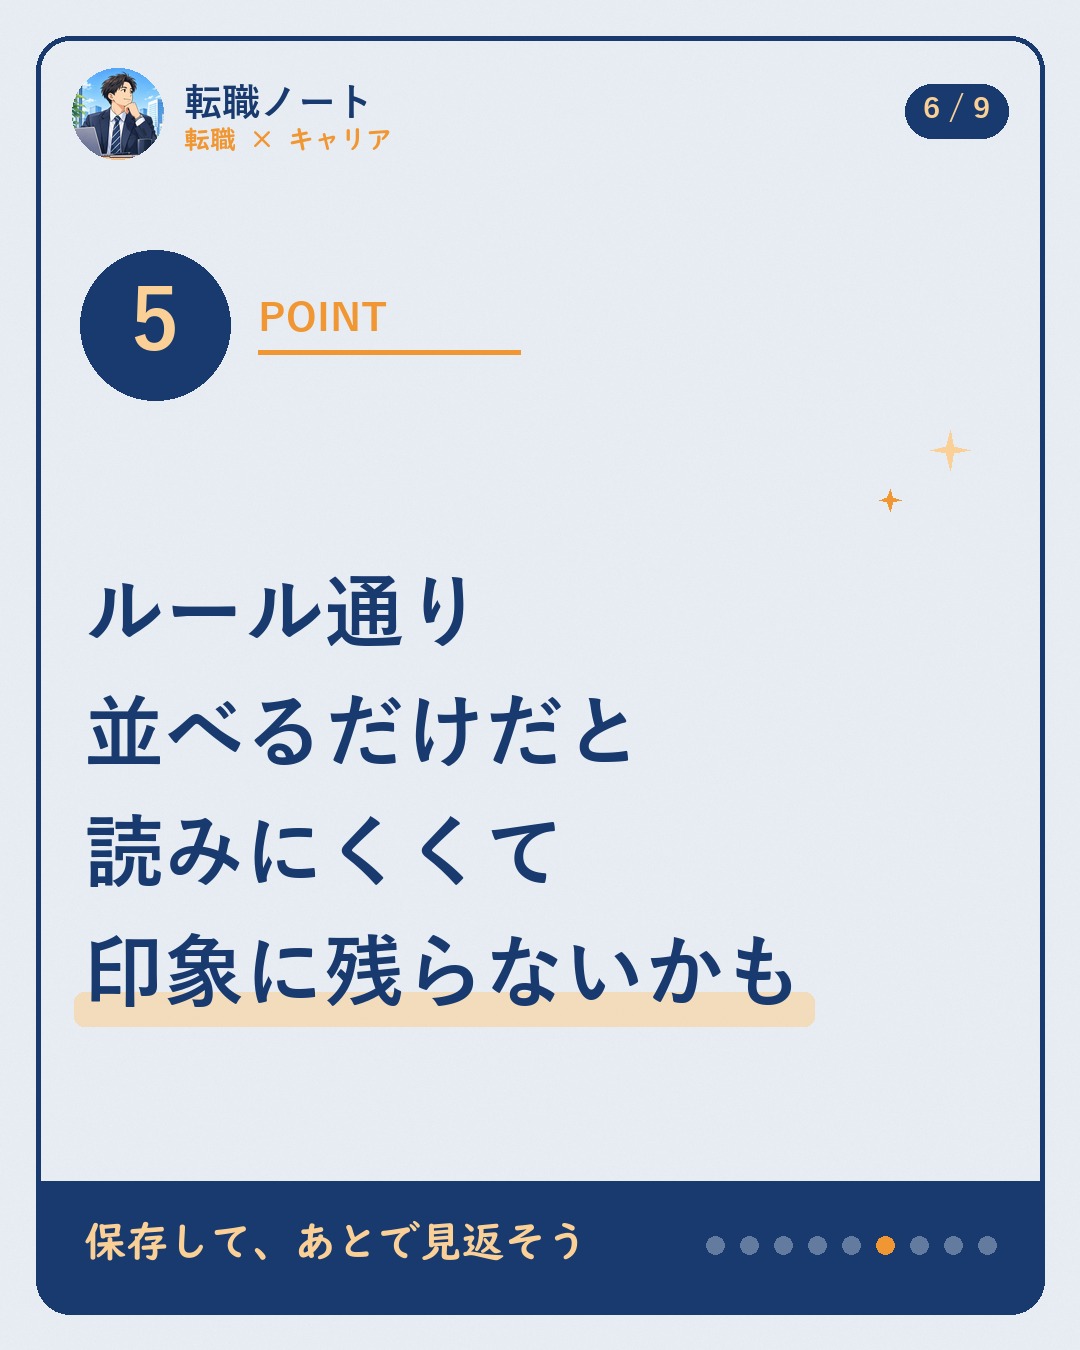 転職ノート
転職 × キャリア
6 / 9
5
POINT
ルール通り
並べるだけだと
読みにくくて
印象に残らないかも
保存して、あとで見返そう